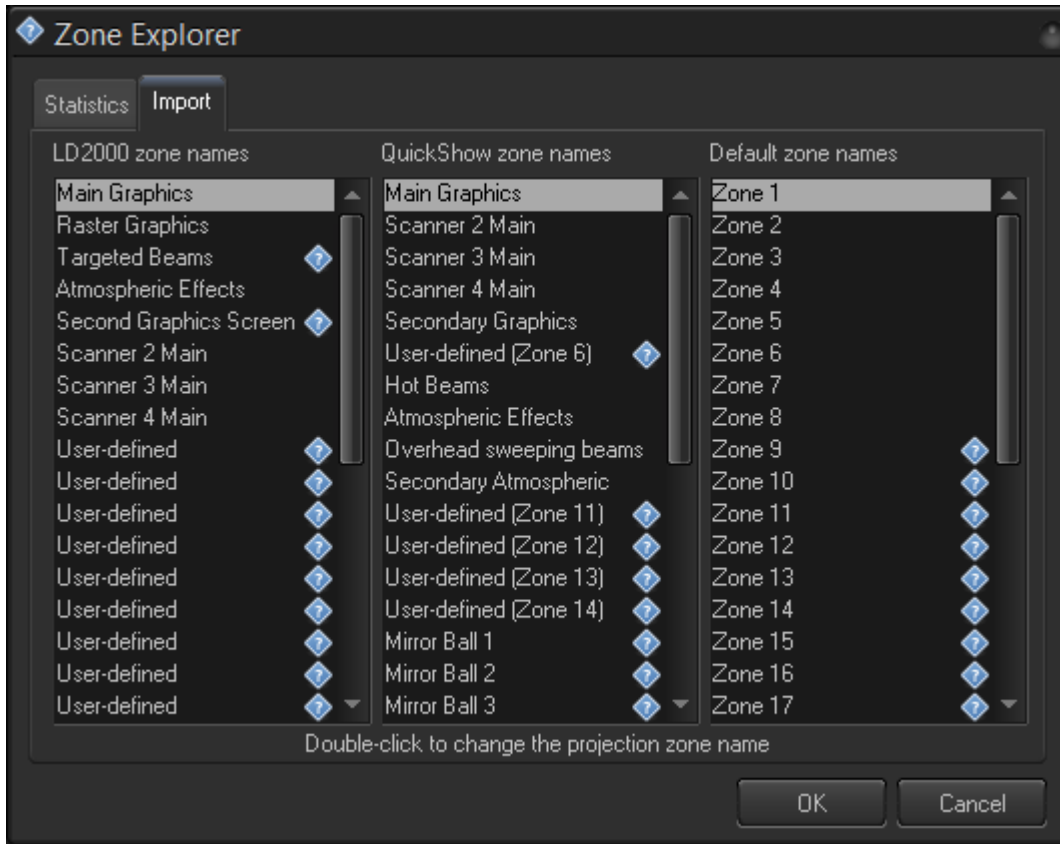 Zone Explorer
Statistics
Import
LD2000 zone names
Main Graphics
Raster Graphics
Targeted Beams
Atmospheric Effects
Second Graphics Screen
Scanner 2 Main
Scanner 3 Main
Scanner 4 Main
User-defined
User-defined
User-defined
User-defined
User-defined
User-defined
User-defined
User-defined
User-defined
QuickShow zone names
Main Graphics
Scanner 2 Main
Scanner 3 Main
Scanner 4 Main
Secondary Graphics
User-defined (Zone 6)
Hot Beams
Atmospheric Effects
Overhead sweeping beams
Secondary Atmospheric
User-defined (Zone 11)
User-defined (Zone 12)
User-defined (Zone 13)
User-defined (Zone 14)
Mirror Ball 1
Mirror Ball 2
Mirror Ball 3
Default zone names
Zone 1
Zone 2
Zone 3
Zone 4
Zone 5
Zone 6
Zone 7
Zone 8
Zone 9
Zone 10
Zone 11
Zone 12
Zone 13
Zone 14
Zone 15
Zone 16
Zone 17
Double-click to change the projection zone name
OK
Cancel